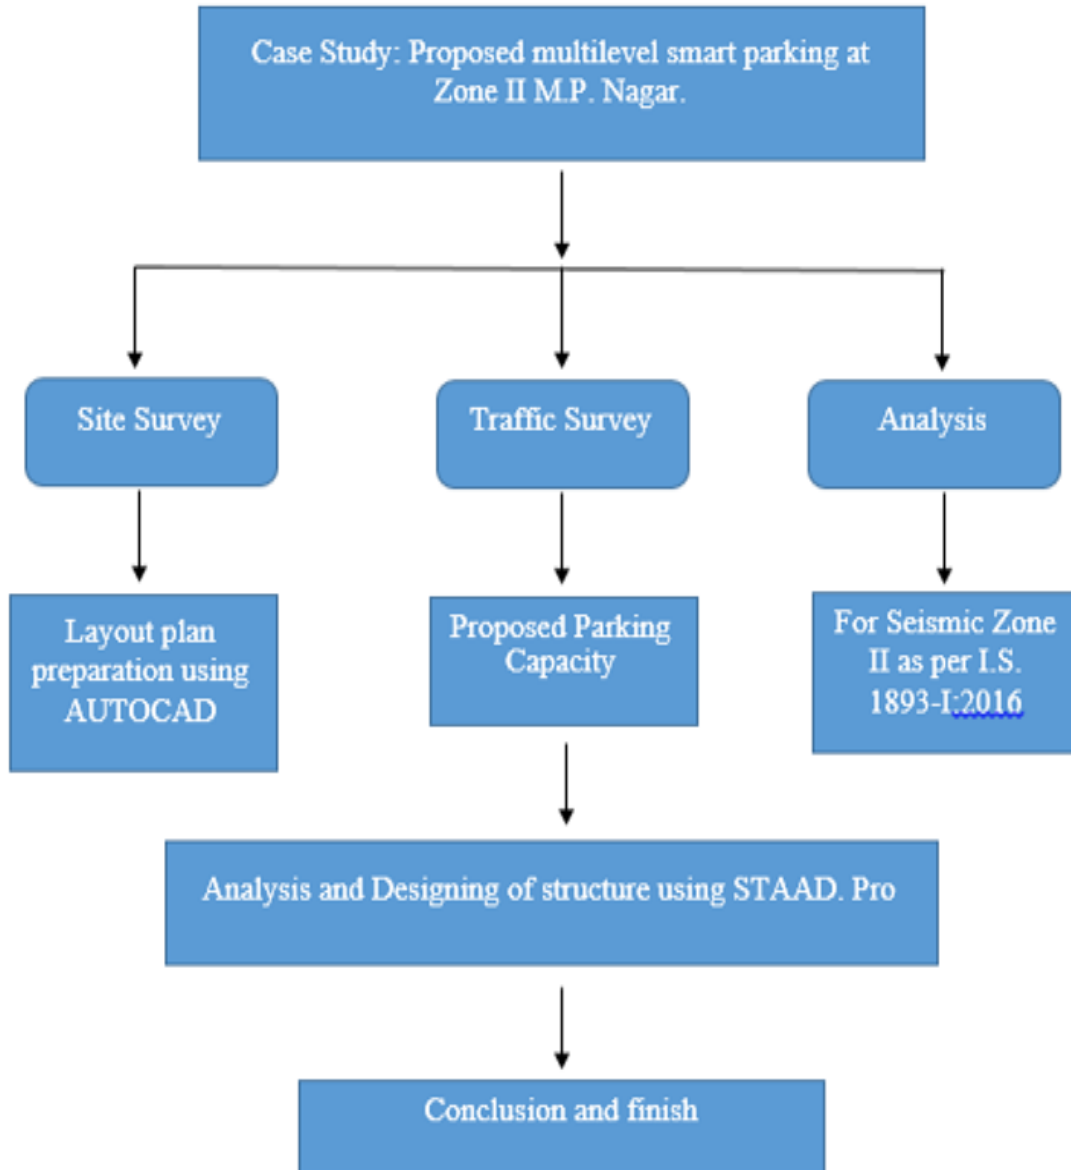 Case Study: Proposed multilevel smart parking at
Zone II M.P. Nagar.
Site Survey
Traffic Survey
Analysis
Layout plan
preparation using
AUTOCAD
Proposed Parking
Capacity
For Seismic Zone
II as per I.S.
1893-I:2016
Analysis and Designing of structure using STAAD. Pro
Conclusion and finish